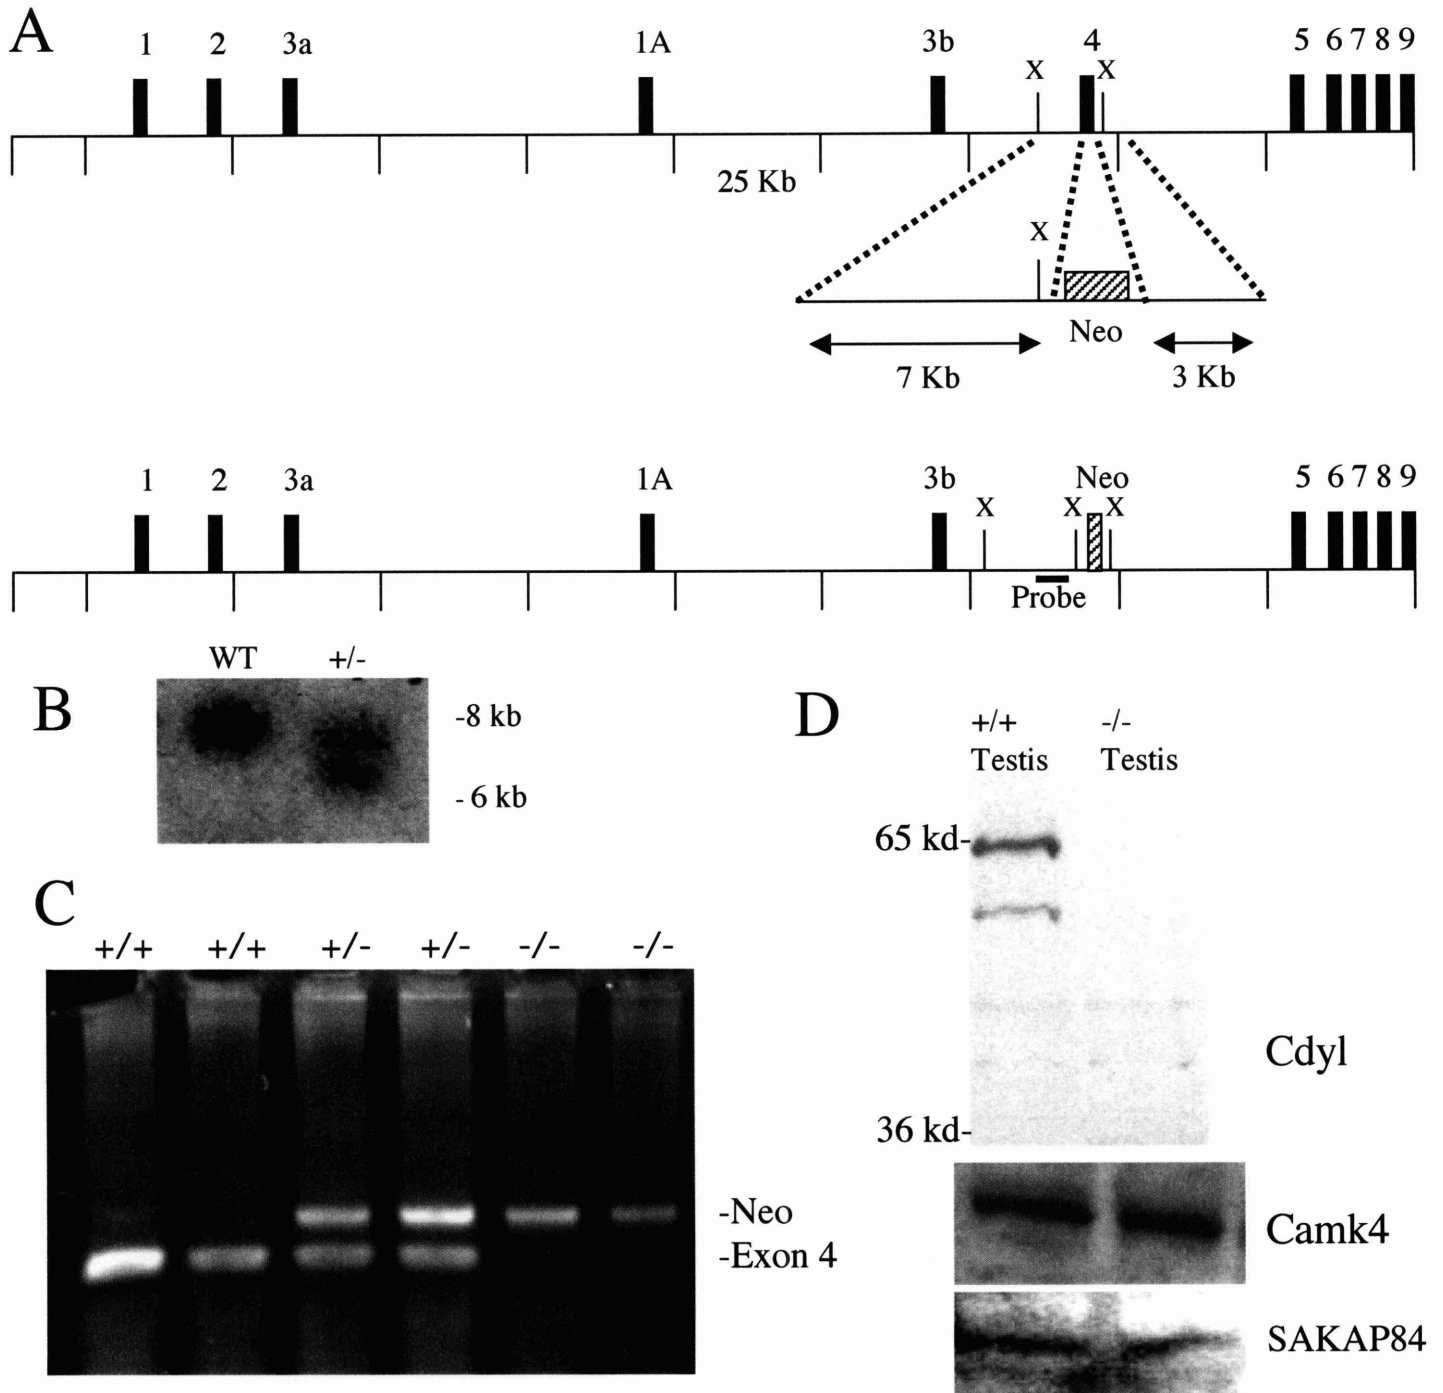 A
1 2 3a 1A 3b 4 5 6 7 8 9
X X
25 Kb
X
Neo
7 Kb 3 Kb
1 2 3a 1A 3b Neo 5 6 7 8 9
X X X
Probe
B
WT +/-
-8 kb
- 6 kb
C
+/+ +/+ +/- +/- -/- -/-
-Neo
-Exon 4
D
+/+ -/-
Testis Testis
65 kd-
Cdyl
36 kd-
Camk4
SAKAP84